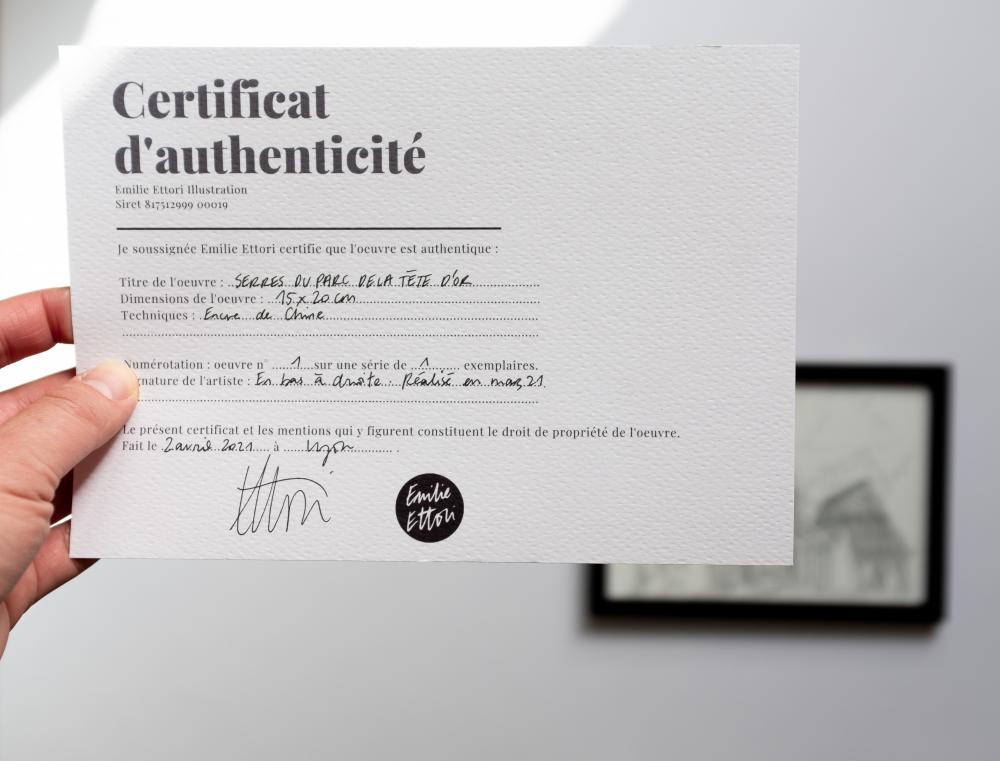 Certificat
d'authenticité
Emilie Ettori Illustration
Siret 817512999 00019
Je soussignée Emilie Ettori certifie que l'oeuvre est authentique :
Titre de l'oeuvre : SERRES DU PARC DE LA TÊTE D'OR
Dimensions de l'oeuvre : 15 x 20 cm
Techniques : Encre de Chine
Numérotation : oeuvre n° 1 sur une série de 1 exemplaires.
gnature de l'artiste : En bas à droite. Réalisé en mars 21.
Le présent certificat et les mentions qui y figurent constituent le droit de propriété de l'oeuvre.
Fait le 2 avril 2021 à Lyon .
Ettori
Emilie
Ettori